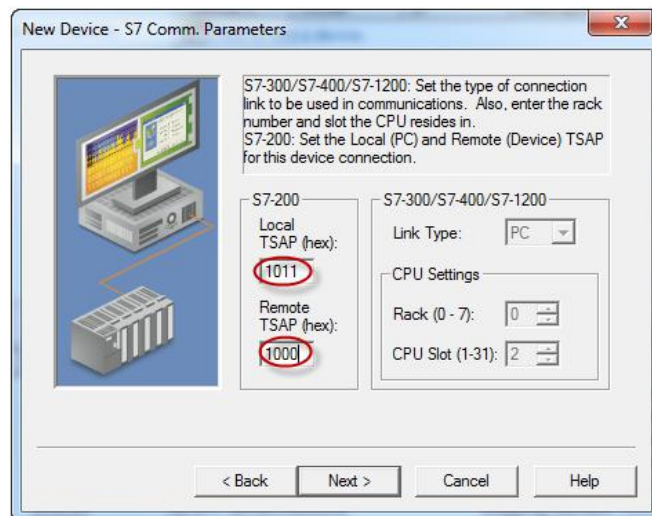 New Device - S7 Comm. Parameters
S7-300/S7-400/S7-1200: Set the type of connection
link to be used in communications. Also, enter the rack
number and slot the CPU resides in.
S7-200: Set the Local (PC) and Remote (Device) TSAP
for this device connection.
S7-200
Local
TSAP (hex):
1011
Remote
TSAP (hex):
1000
S7-300/S7-400/S7-1200
Link Type: PC
CPU Settings
Rack (0 - 7): 0
CPU Slot (1-31): 2
< Back Next > Cancel Help